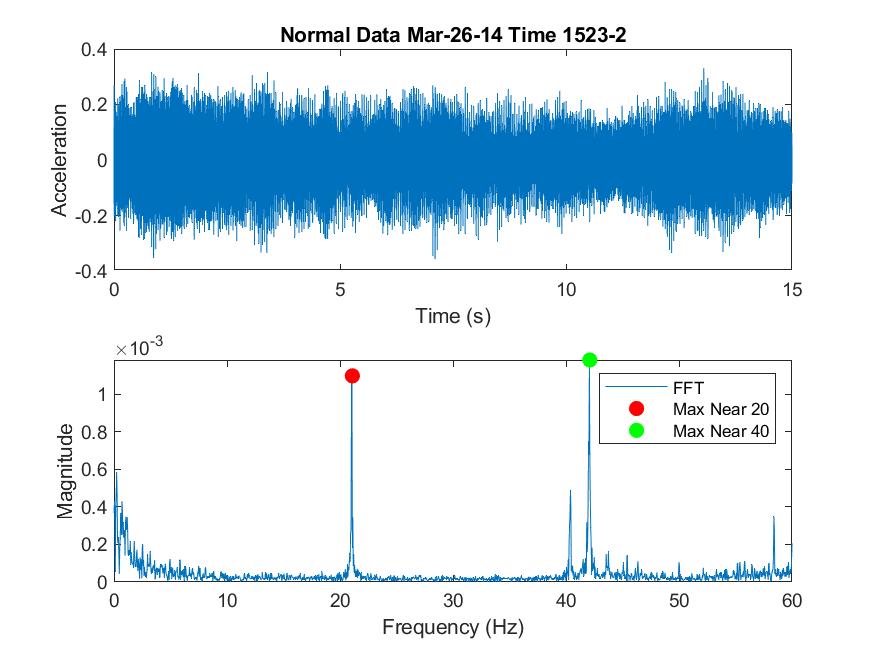 Normal Data Mar-26-14 Time 1523-2
0.4
0.2
0
-0.2
-0.4
Acceleration
0 5 10 15
Time (s)
×10-3
1
0.8
0.6
0.4
0.2
0
Magnitude
FFT
Max Near 20
Max Near 40
0 10 20 30 40 50 60
Frequency (Hz)